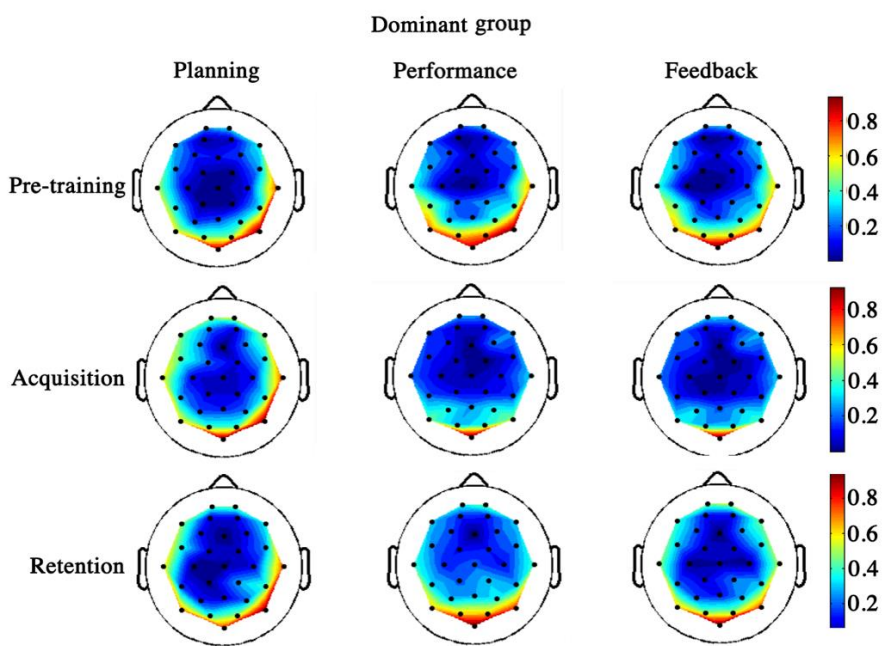 Dominant group
Planning
Performance
Feedback
Pre-training
0.8
0.6
0.4
0.2
Acquisition
0.8
0.6
0.4
0.2
Retention
0.8
0.6
0.4
0.2